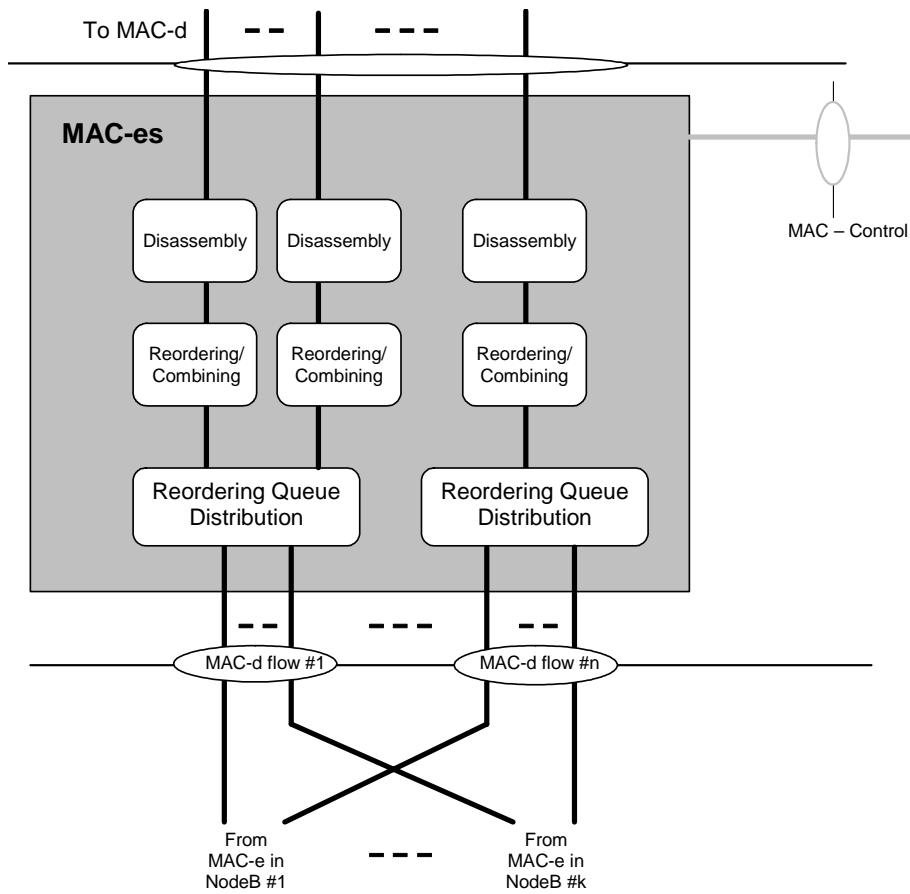 To MAC-d
MAC-es
MAC – Control
Disassembly
Disassembly
Disassembly
Reordering/
Combining
Reordering/
Combining
Reordering/
Combining
Reordering Queue
Distribution
Reordering Queue
Distribution
MAC-d flow #1
MAC-d flow #n
From
MAC-e in
NodeB #1
From
MAC-e in
NodeB #k